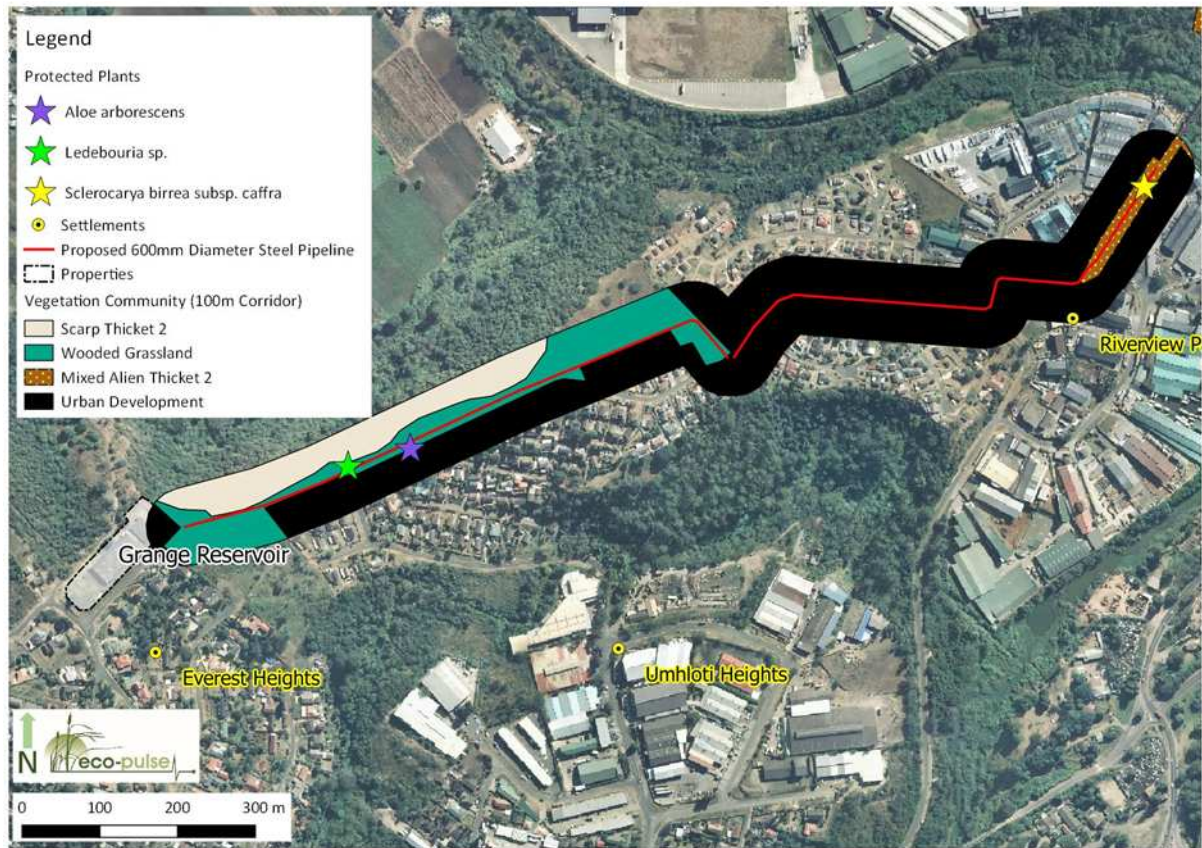 Legend
Protected Plants
Aloe arborescens
Ledebouria sp.
Sclerocarya birrea subsp. caffra
Settlements
Proposed 600mm Diameter Steel Pipeline
Properties
Vegetation Community (100m Corridor)
Scarp Thicket 2
Wooded Grassland
Mixed Alien Thicket 2
Urban Development
Riverview P
Grange Reservoir
Everest Heights
Umhloti Heights
N
eco-pulse
0 100 200 300 m